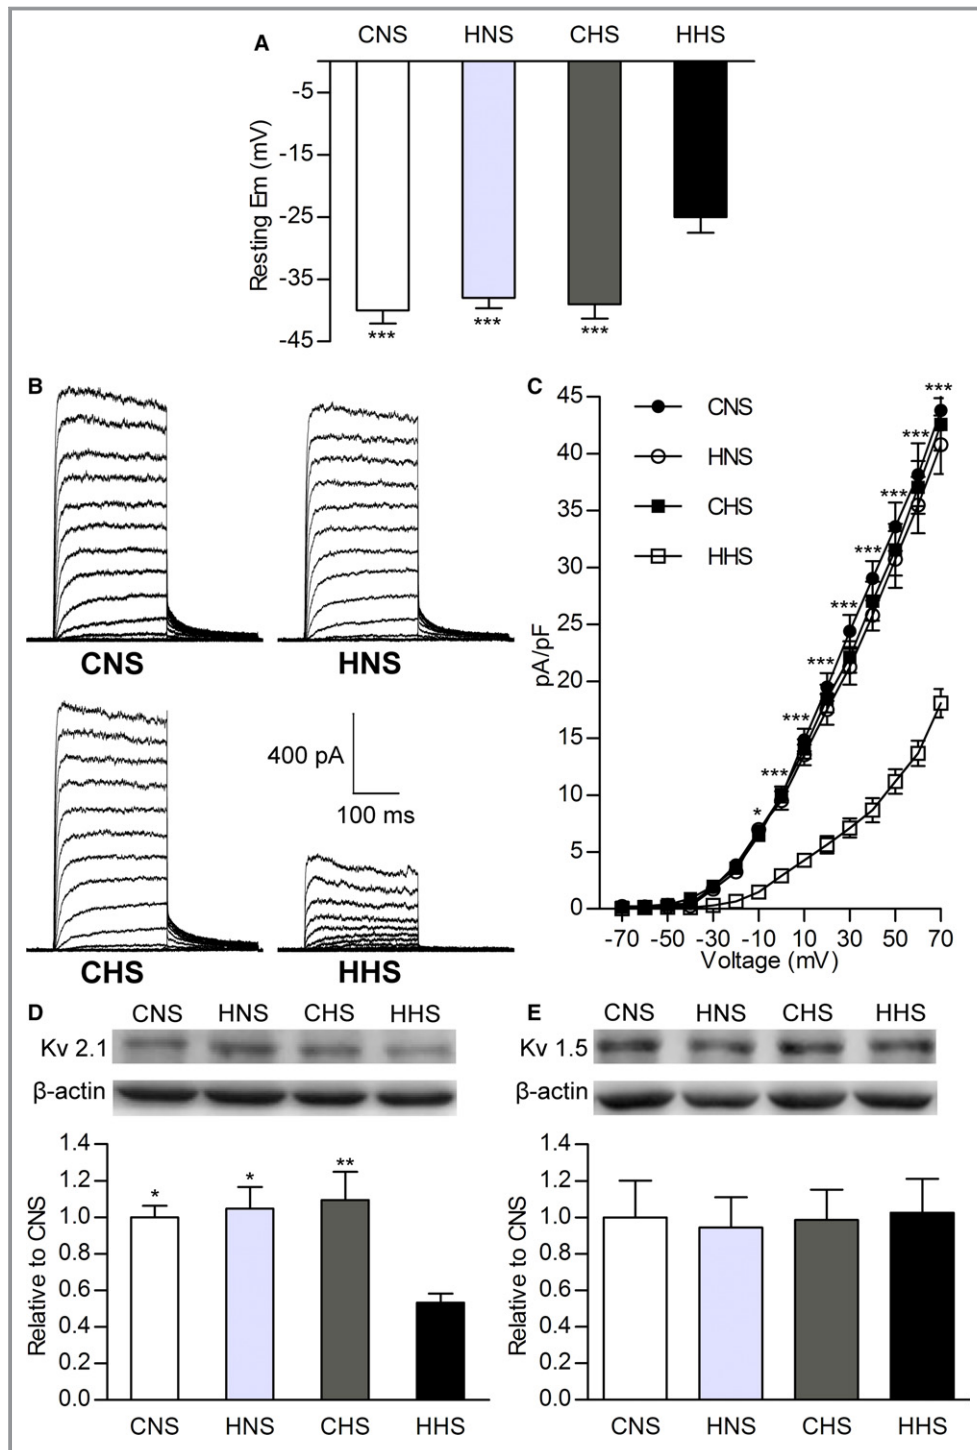 A
CNS HNS CHS HHS
Resting Em (mV)
-5
-15
-25
-35
-45
*** *** ***
B
CNS
HNS
CHS
HHS
400 pA
100 ms
C
CNS
HNS
CHS
HHS
pA/pF
45
40
35
30
25
20
15
10
5
0
* *** *** *** *** *** *** *** ***
-70 -50 -30 -10 10 30 50 70
Voltage (mV)
D
CNS HNS CHS HHS
Kv 2.1
β-actin
Relative to CNS
1.4
1.2
1.0
0.8
0.6
0.4
0.2
0.0
* * **
CNS HNS CHS HHS
E
CNS HNS CHS HHS
Kv 1.5
β-actin
Relative to CNS
1.4
1.2
1.0
0.8
0.6
0.4
0.2
0.0
CNS HNS CHS HHS